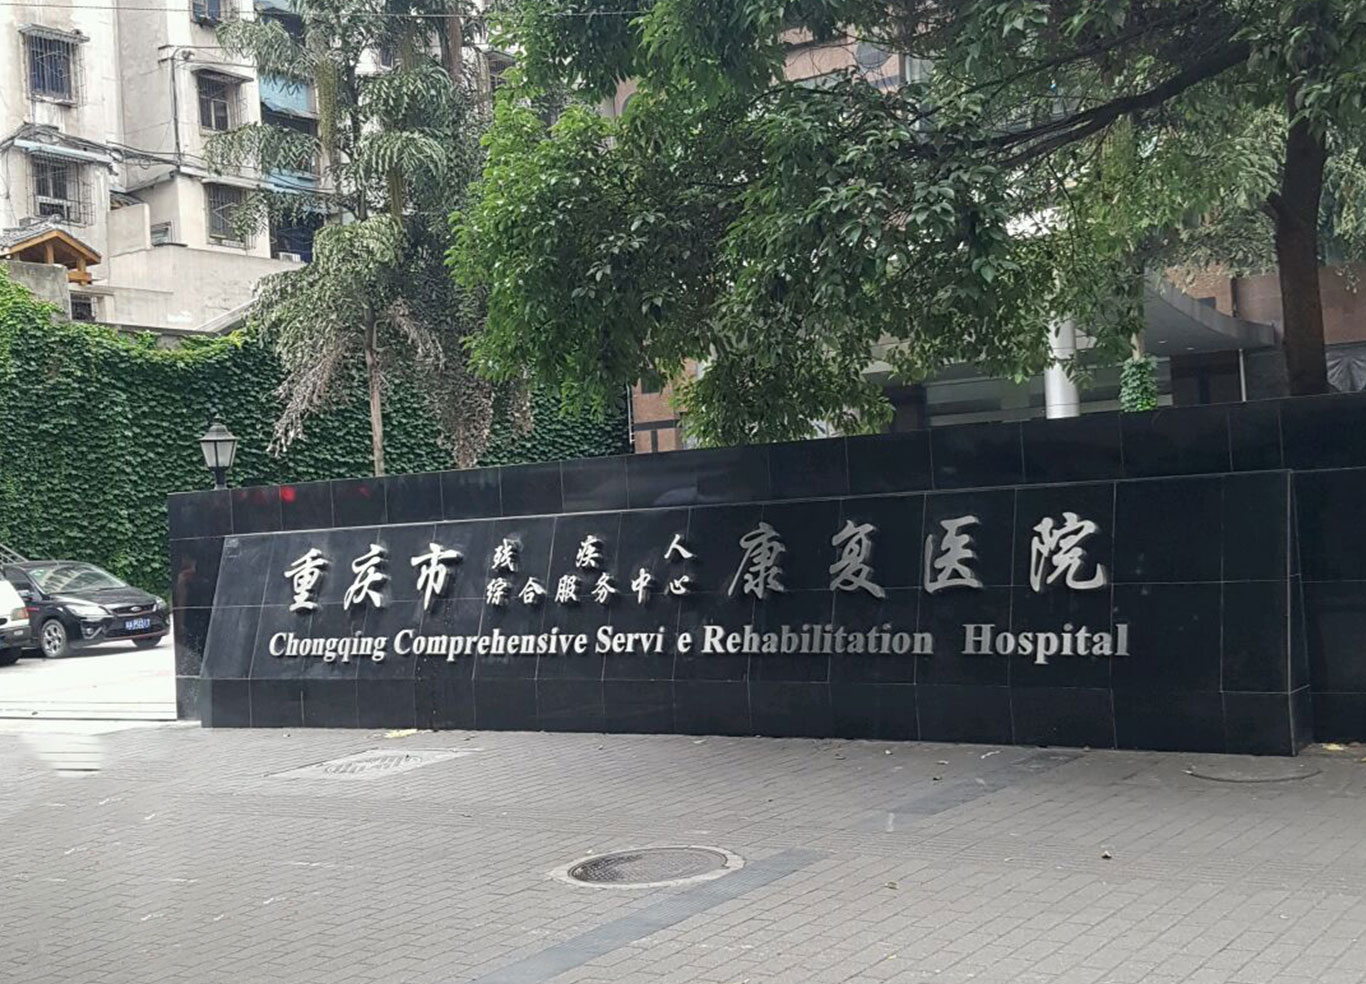 重庆市 残疾人 康复医院
综合服务中心
Chongqing Comprehensive Servi e Rehabilitation Hospital